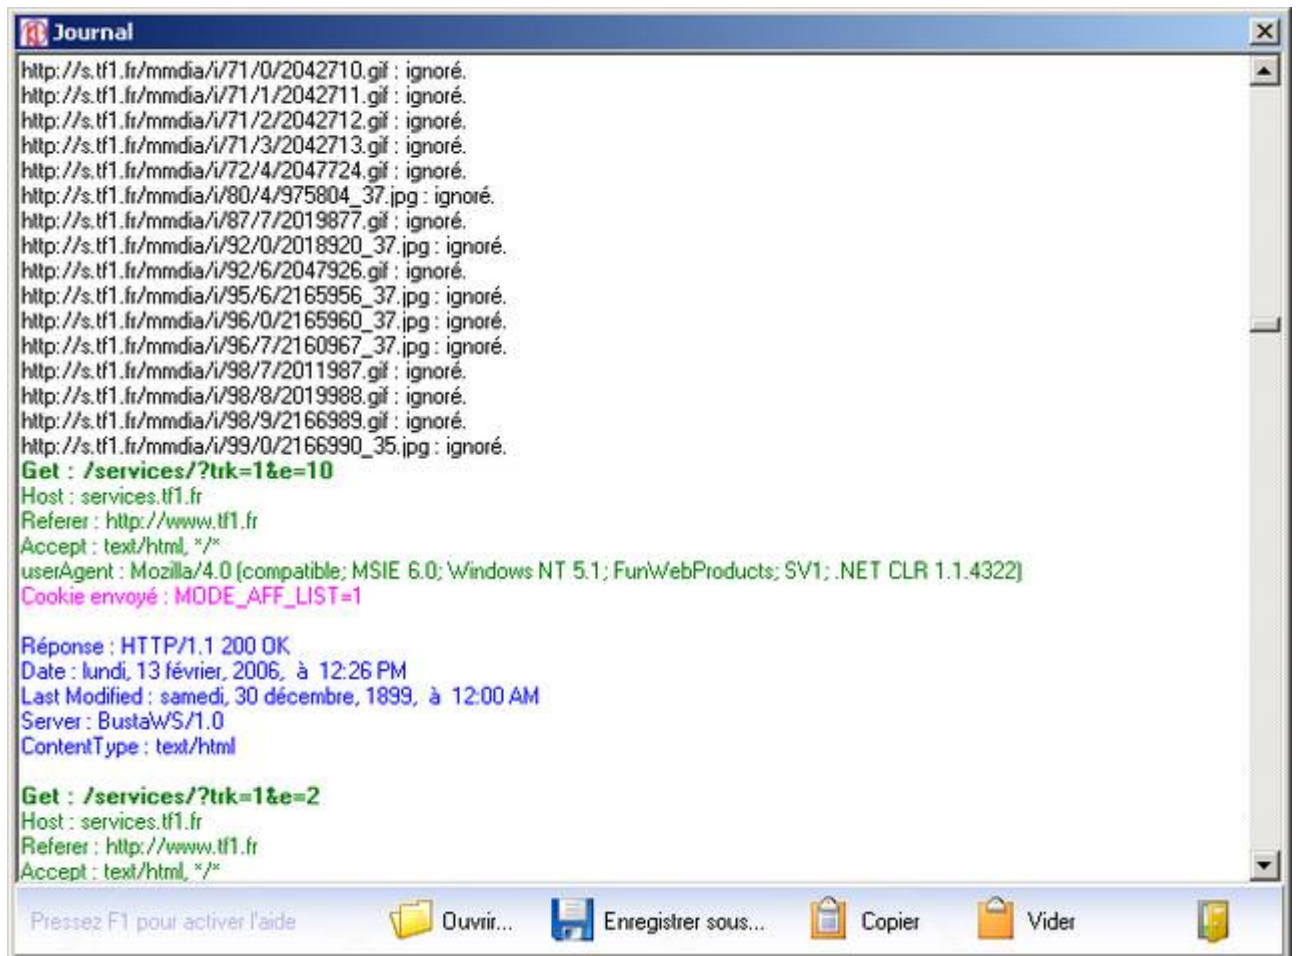 Journal
http://s.tf1.fr/mmdia/i/71/0/2042710.gif : ignoré.
http://s.tf1.fr/mmdia/i/71/1/2042711.gif : ignoré.
http://s.tf1.fr/mmdia/i/71/2/2042712.gif : ignoré.
http://s.tf1.fr/mmdia/i/71/3/2042713.gif : ignoré.
http://s.tf1.fr/mmdia/i/72/4/2047724.gif : ignoré.
http://s.tf1.fr/mmdia/i/80/4/975804_37.jpg : ignoré.
http://s.tf1.fr/mmdia/i/87/7/2019877.gif : ignoré.
http://s.tf1.fr/mmdia/i/92/0/2018920_37.jpg : ignoré.
http://s.tf1.fr/mmdia/i/92/6/2047926.gif : ignoré.
http://s.tf1.fr/mmdia/i/95/6/2165956_37.jpg : ignoré.
http://s.tf1.fr/mmdia/i/96/0/2165960_37.jpg : ignoré.
http://s.tf1.fr/mmdia/i/96/7/2160967_37.jpg : ignoré.
http://s.tf1.fr/mmdia/i/98/7/2011987.gif : ignoré.
http://s.tf1.fr/mmdia/i/98/8/2019988.gif : ignoré.
http://s.tf1.fr/mmdia/i/98/9/2166989.gif : ignoré.
http://s.tf1.fr/mmdia/i/99/0/2166990_35.jpg : ignoré.
Get : /services/?trk=1&e=10
Host : services.tf1.fr
Referer : http://www.tf1.fr
Accept : text/html, */*
userAgent : Mozilla/4.0 (compatible; MSIE 6.0; Windows NT 5.1; FunWebProducts; SV1; .NET CLR 1.1.4322)
Cookie envoyé : MODE_AFF_LIST=1
Réponse : HTTP/1.1 200 OK
Date : lundi, 13 février, 2006,  à  12:26 PM
Last Modified : samedi, 30 décembre, 1899,  à  12:00 AM
Server : BustaWS/1.0
ContentType : text/html
Get : /services/?trk=1&e=2
Host : services.tf1.fr
Referer : http://www.tf1.fr
Accept : text/html, */*
Pressez F1 pour activer l'aide Ouvrir... Enregistrer sous... Copier Vider